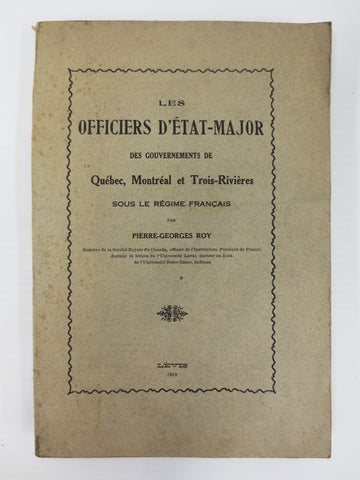 LES
OFFICIERS D'ÉTAT-MAJOR
DES GOUVERNEMENTS DE
Québec, Montréal et Trois-Rivières
SOUS LE RÉGIME FRANÇAIS
PAR
PIERRE-GEORGES ROY
Membre de la Société Royale du Canada, officier de l'Instruction Publique de France,
docteur ès lettres de l'Université Laval, docteur en droit
de l'Université Notre-Dame, Indiana
LÉVIS
1919